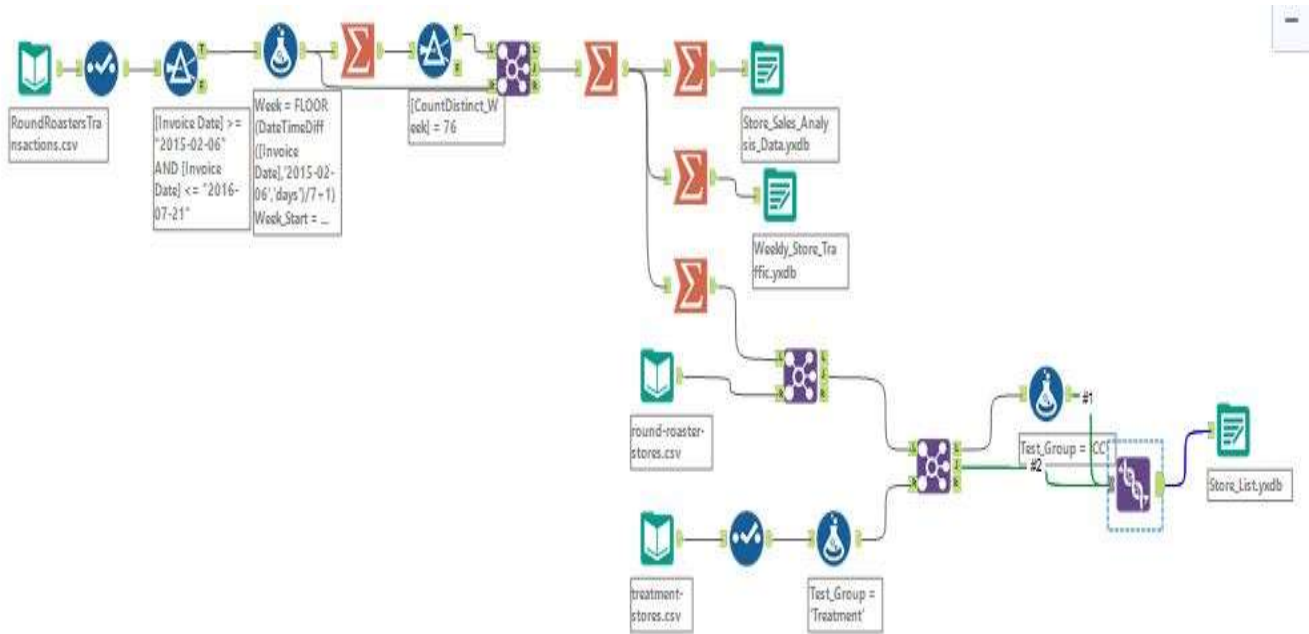 RoundRoastersTra
nsactions.csv
[Invoice Date] >=
"2015-02-06"
AND [Invoice
Date] <= "2016-
07-21"
Week = FLOOR
(DateTimeDiff
([Invoice
Date],'2015-02-
06','days')/7+1)
Week_Start = ...
[CountDistinct_W
eek] = 76
Store_Sales_Analy
sis_Data.yxdb
Weekly_Store_Tra
ffic.yxdb
round-roaster-
stores.csv
#1
Test_Group =
#2
Store_List.yxdb
treatment-
stores.csv
Test_Group =
'Treatment'